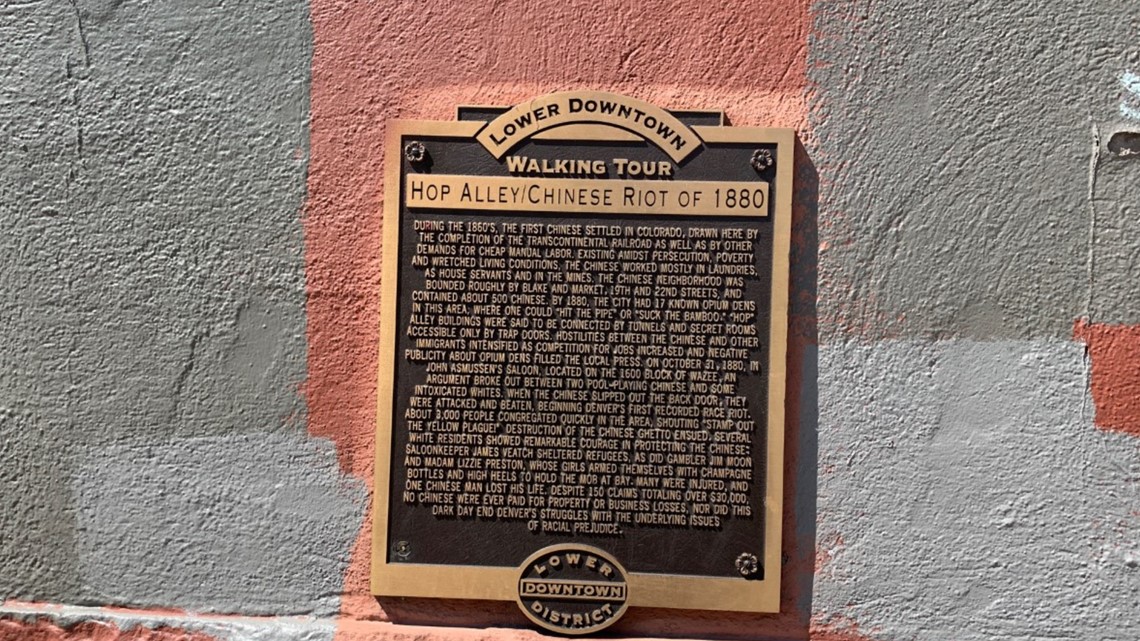 LOWER DOWNTOWN
WALKING TOUR
HOP ALLEY/CHINESE RIOT OF 1880
DURING THE 1860'S, THE FIRST CHINESE SETTLED IN COLORADO, DRAWN HERE BY
THE COMPLETION OF THE TRANSCONTINENTAL RAILROAD AS WELL AS BY OTHER
DEMANDS FOR CHEAP MANUAL LABOR. EXISTING AMIDST PERSECUTION, POVERTY
AND WRETCHED LIVING CONDITIONS, THE CHINESE WORKED MOSTLY IN LAUNDRIES,
AS HOUSE SERVANTS AND IN THE MINES. THE CHINESE NEIGHBORHOOD WAS
BOUNDED ROUGHLY BY BLAKE AND MARKET, 19TH AND 22ND STREETS, AND
CONTAINED ABOUT 500 CHINESE. BY 1880, THE CITY HAD 17 KNOWN OPIUM DENS
IN THIS AREA, WHERE ONE COULD "HIT THE PIPE" OR "SUCK THE BAMBOO." "HOP"
ALLEY BUILDINGS WERE SAID TO BE CONNECTED BY TUNNELS AND SECRET ROOMS
ACCESSIBLE ONLY BY TRAP DOORS. HOSTILITIES BETWEEN THE CHINESE AND OTHER
IMMIGRANTS INTENSIFIED AS COMPETITION FOR JOBS INCREASED AND NEGATIVE
PUBLICITY ABOUT OPIUM DENS FILLED THE LOCAL PRESS. ON OCTOBER 31, 1880, IN
JOHN ASMUSSEN'S SALOON, LOCATED ON THE 1600 BLOCK OF WAZEE, AN
ARGUMENT BROKE OUT BETWEEN TWO POOL-PLAYING CHINESE AND SOME
INTOXICATED WHITES. WHEN THE CHINESE SLIPPED OUT THE BACK DOOR, THEY
WERE ATTACKED AND BEATEN, BEGINNING DENVER'S FIRST RECORDED RACE RIOT.
ABOUT 3,000 PEOPLE CONGREGATED QUICKLY IN THE AREA, SHOUTING "STAMP OUT
THE YELLOW PLAGUE!" DESTRUCTION OF THE CHINESE GHETTO ENSUED. SEVERAL
WHITE RESIDENTS SHOWED REMARKABLE COURAGE IN PROTECTING THE CHINESE:
SALOONKEEPER JAMES VEATCH SHELTERED REFUGEES, AS DID GAMBLER JIM MOON
AND MADAM LIZZIE PRESTON, WHOSE GIRLS ARMED THEMSELVES WITH CHAMPAGNE
BOTTLES AND HIGH HEELS TO HOLD THE MOB AT BAY. MANY WERE INJURED, AND
ONE CHINESE MAN LOST HIS LIFE. DESPITE 150 CLAIMS TOTALING OVER $30,000,
NO CHINESE WERE EVER PAID FOR PROPERTY OR BUSINESS LOSSES, NOR DID THIS
DARK DAY END DENVER'S STRUGGLES WITH THE UNDERLYING ISSUES
OF RACIAL PREJUDICE.
LOWER
DOWNTOWN
DISTRICT